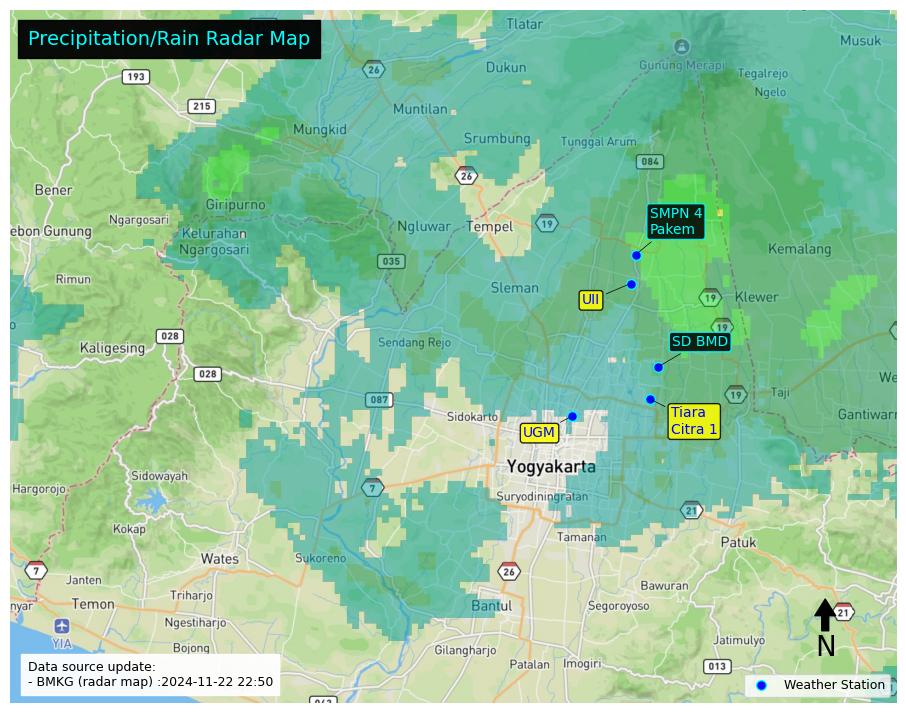 Precipitation/Rain Radar Map
Tlatar
Musuk
26
Gunung Merapi
Dukun
Tegalrejo
193
Ngelo
215
Muntilan
Mungkid
Srumbung
Tunggal Arum
084
26
Bener
Giripurno
SMPN 4
Pakem
Ngargosari
Ngluwar
Tempel
19
ebon Gunung
Kelurahan
Ngargosari
Kemalang
035
Rimun
Sleman
UII
19
Klewer
19
028
Kaligesing
Sendang Rejo
SD BMD
028
We
087
19
Taji
Sidokarto
Tiara
Citra 1
Gantiwarn
UGM
Yogyakarta
Sidowayah
Hargorojo
7
Suryodiningratan
21
Kokap
Tamanan
Patuk
Wates
Sukoreno
7
26
Janten
Bawuran
nyar
Temon
Triharjo
Bantul
Segoroyoso
21
Ngestiharjo
YIA
N
Jatimulyo
Bojong
Gilangharjo
Data source update:
- BMKG (radar map) :2024-11-22 22:50
Patalan
Imogiri
013
Weather Station